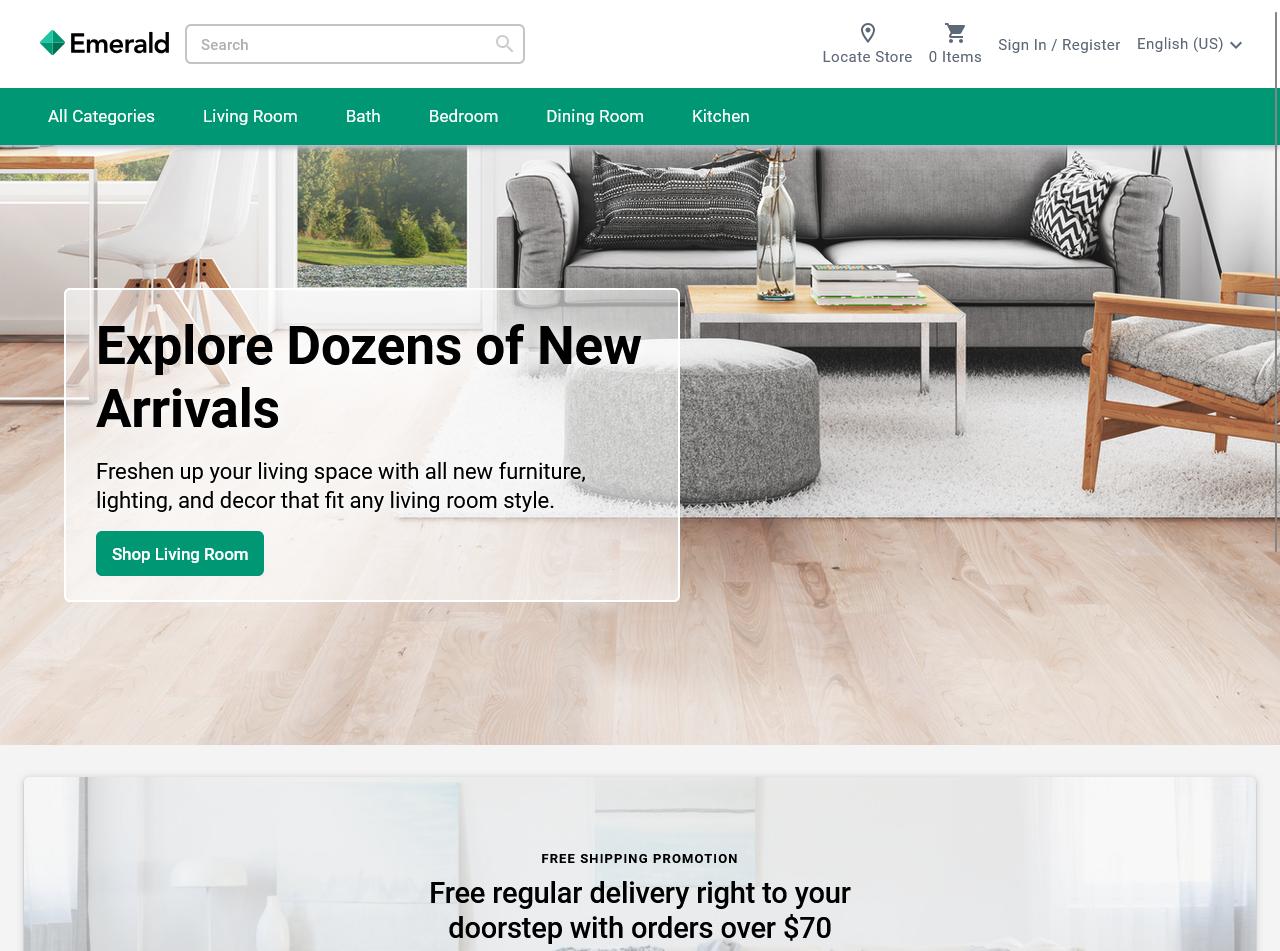 Emerald
Search
Locate Store
0 Items
Sign In / Register
English (US)
All Categories
Living Room
Bath
Bedroom
Dining Room
Kitchen
Explore Dozens of New
Arrivals
Freshen up your living space with all new furniture,
lighting, and decor that fit any living room style.
Shop Living Room
FREE SHIPPING PROMOTION
Free regular delivery right to your
doorstep with orders over $70